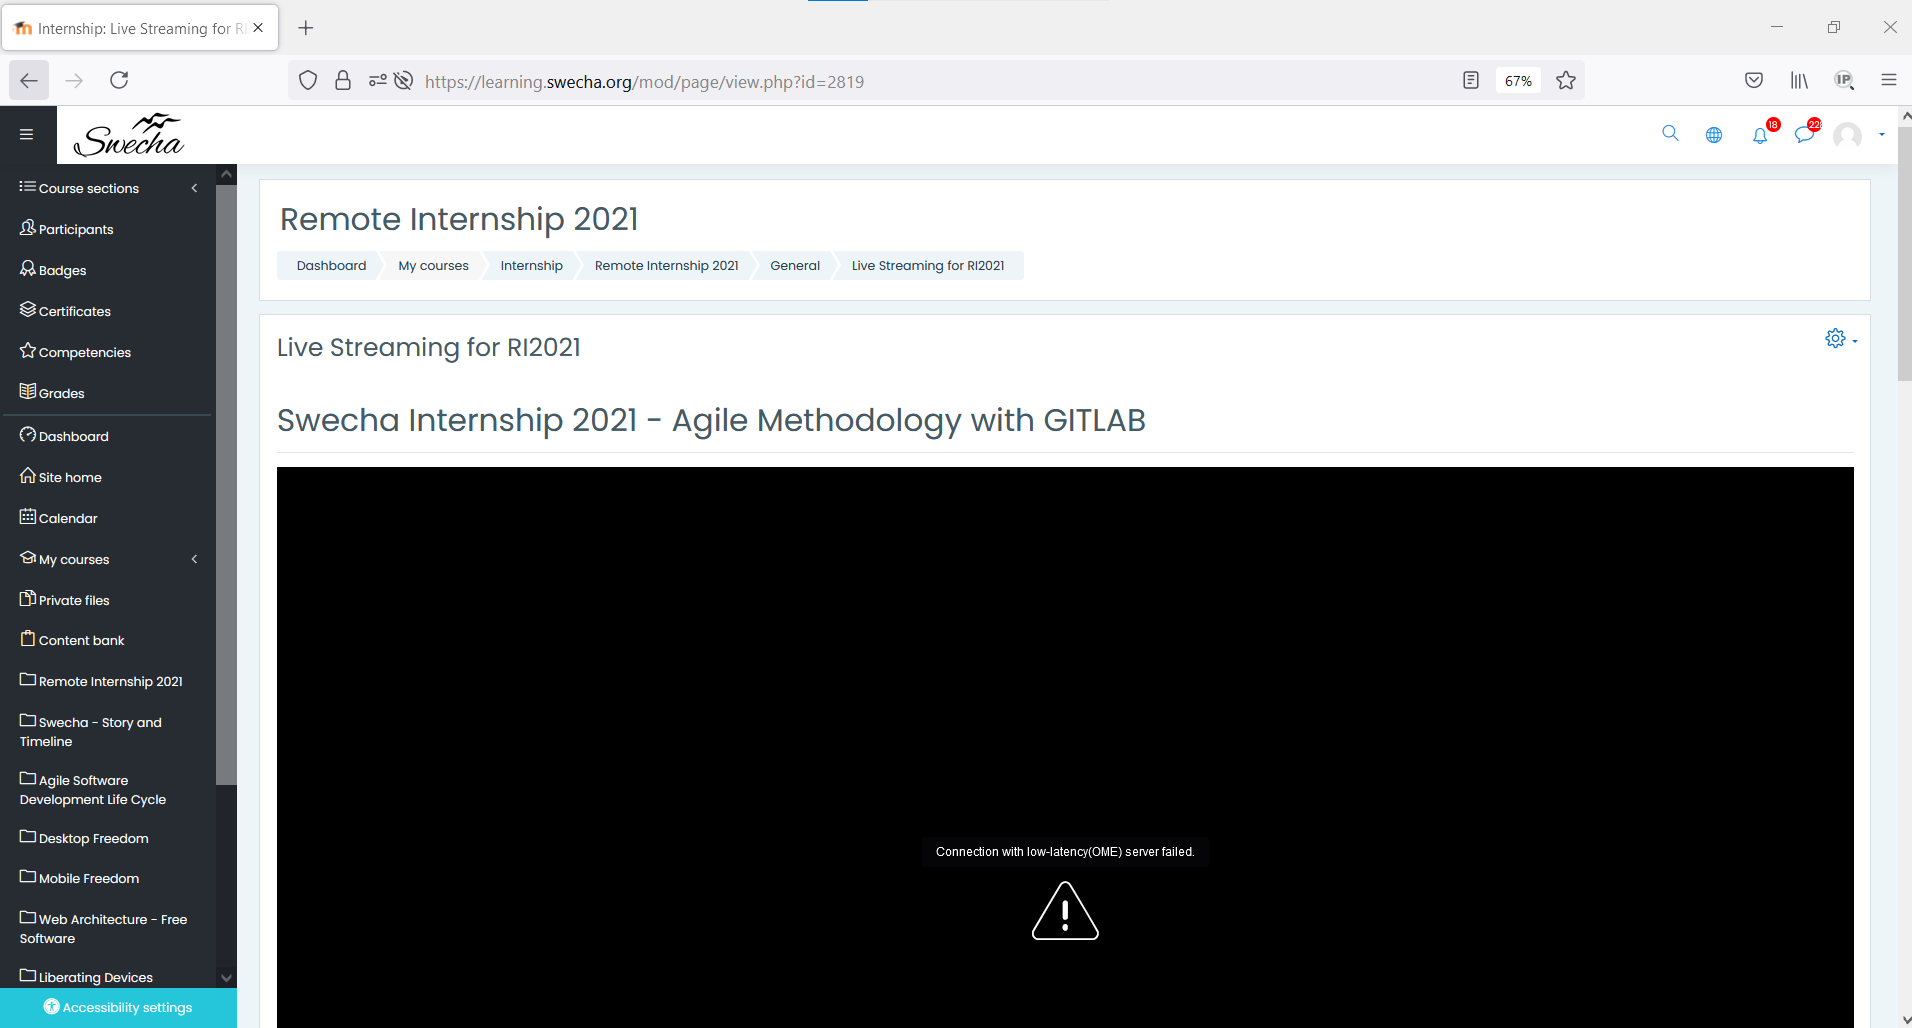 Internship: Live Streaming for RI
https://learning.swecha.org/mod/page/view.php?id=2819
67%
IP
Swecha
18
Course sections
Participants
Badges
Certificates
Competencies
Grades
Dashboard
Site home
Calendar
My courses
Private files
Content bank
Remote Internship 2021
Swecha - Story and
Timeline
Agile Software
Development Life Cycle
Desktop Freedom
Mobile Freedom
Web Architecture - Free
Software
Liberating Devices
Accessibility settings
Remote Internship 2021
Dashboard My courses Internship Remote Internship 2021 General Live Streaming for RI2021
Live Streaming for RI2021
Swecha Internship 2021 - Agile Methodology with GITLAB
Connection with low-latency(OME) server failed.